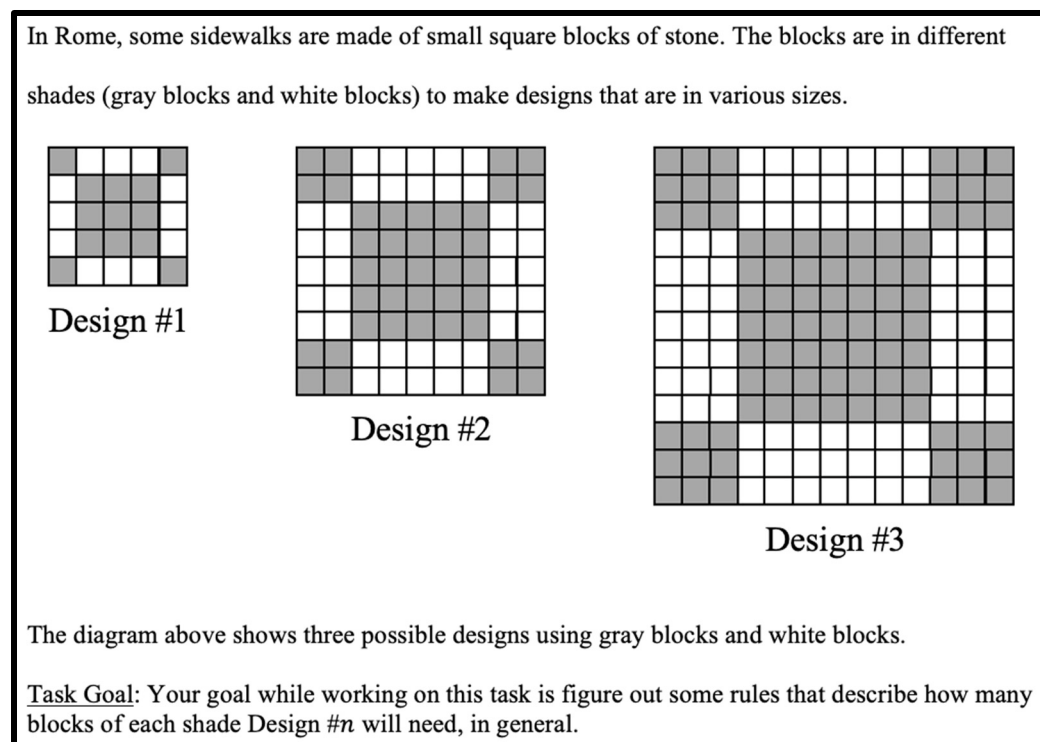 In Rome, some sidewalks are made of small square blocks of stone. The blocks are in different
shades (gray blocks and white blocks) to make designs that are in various sizes.
Design #1
Design #2
Design #3
The diagram above shows three possible designs using gray blocks and white blocks.
Task Goal: Your goal while working on this task is figure out some rules that describe how many
blocks of each shade Design #n will need, in general.